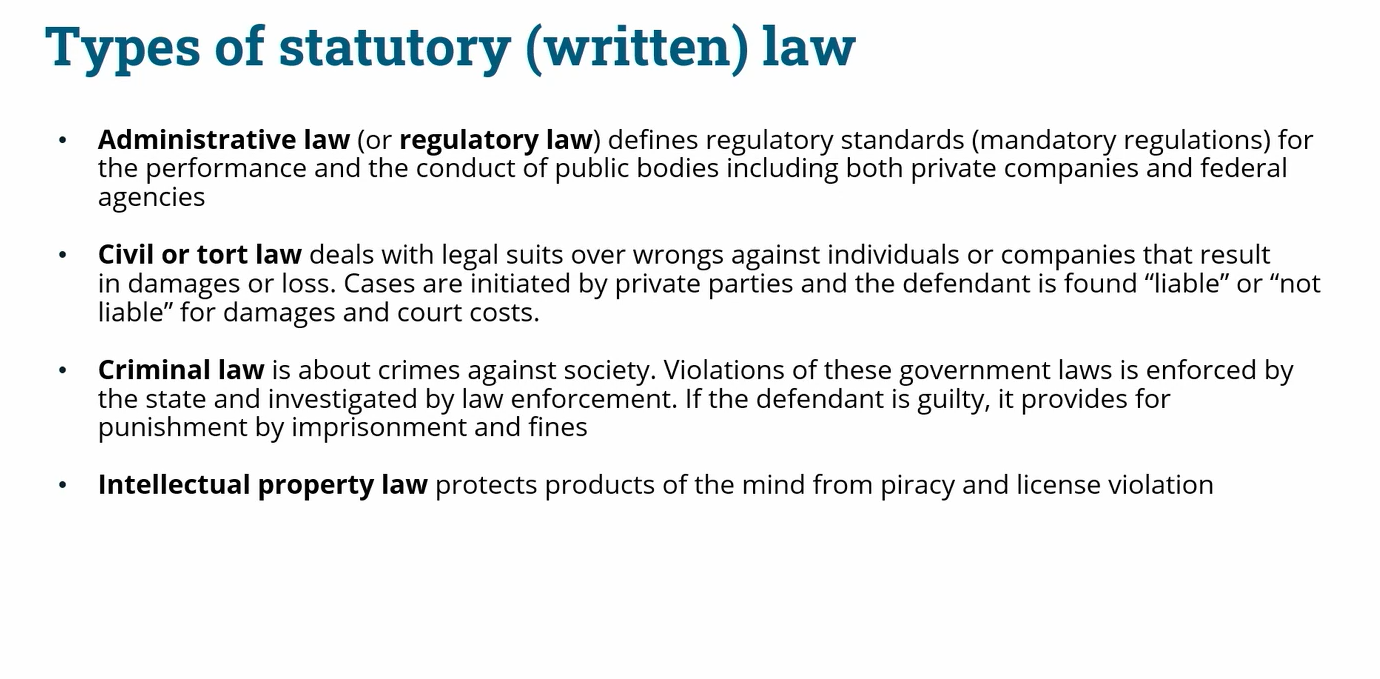 Types of statutory (written) law
• Administrative law (or regulatory law) defines regulatory standards (mandatory regulations) for
the performance and the conduct of public bodies including both private companies and federal
agencies
• Civil or tort law deals with legal suits over wrongs against individuals or companies that result
in damages or loss. Cases are initiated by private parties and the defendant is found “liable” or “not
liable” for damages and court costs.
• Criminal law is about crimes against society. Violations of these government laws is enforced by
the state and investigated by law enforcement. If the defendant is guilty, it provides for
punishment by imprisonment and fines
• Intellectual property law protects products of the mind from piracy and license violation